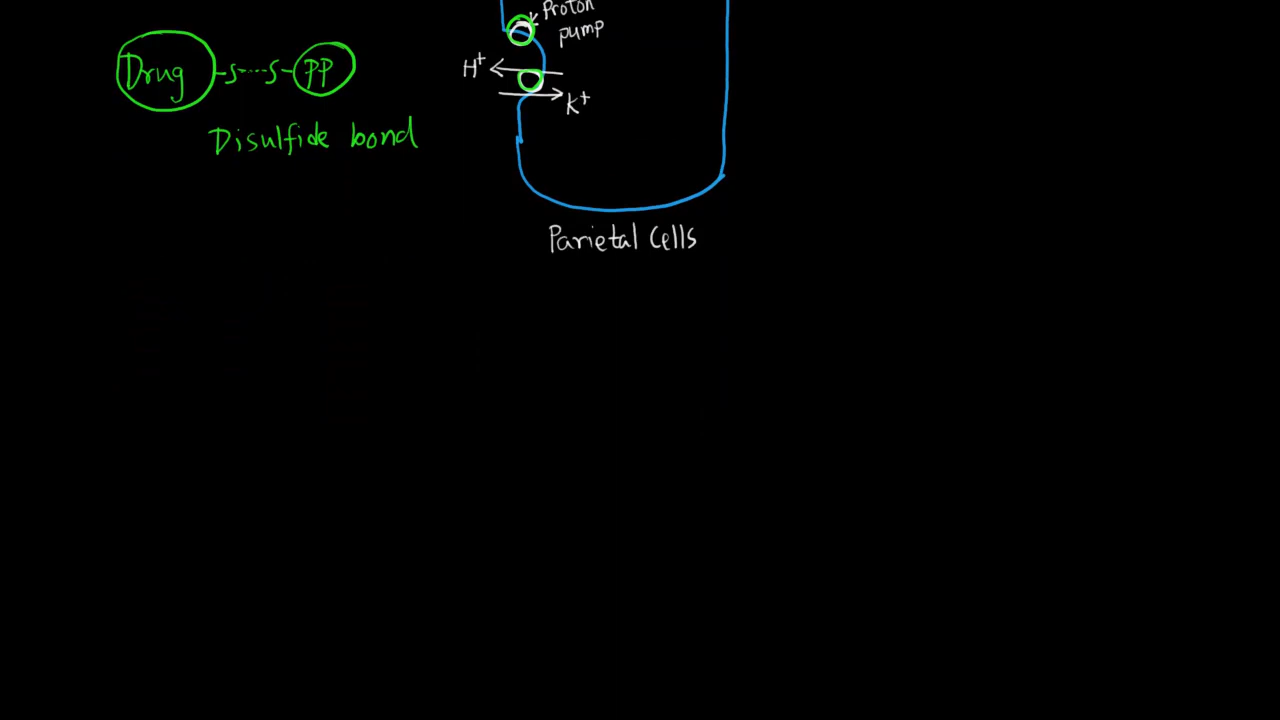 Proton
pump
Drug -S----S- PP
H+
K+
Disulfide bond
Parietal Cells